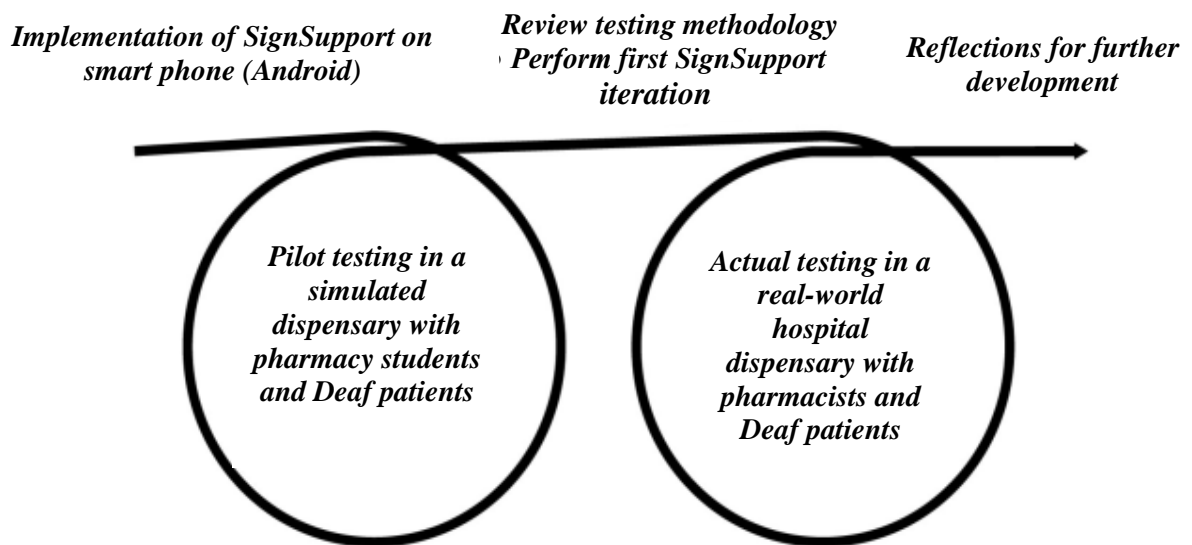 Implementation of SignSupport on
smart phone (Android)
Review testing methodology
Perform first SignSupport
iteration
Reflections for further
development
Pilot testing in a
simulated
dispensary with
pharmacy students
and Deaf patients
Actual testing in a
real-world
hospital
dispensary with
pharmacists and
Deaf patients